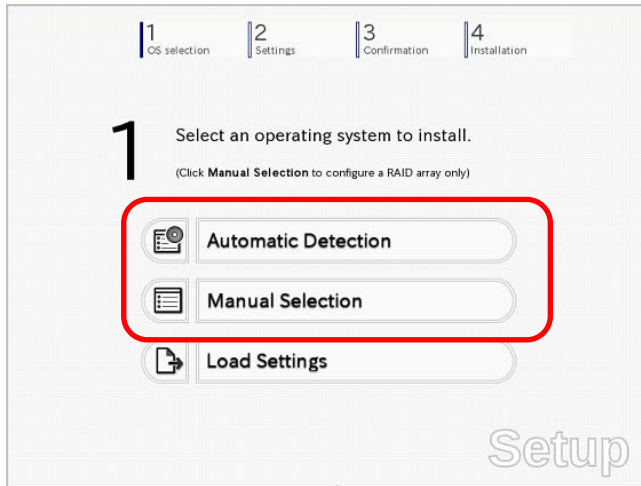 1
OS selection
2
Settings
3
Confirmation
4
Installation
1
Select an operating system to install.
(Click Manual Selection to configure a RAID array only)
Automatic Detection
Manual Selection
Load Settings
Setup